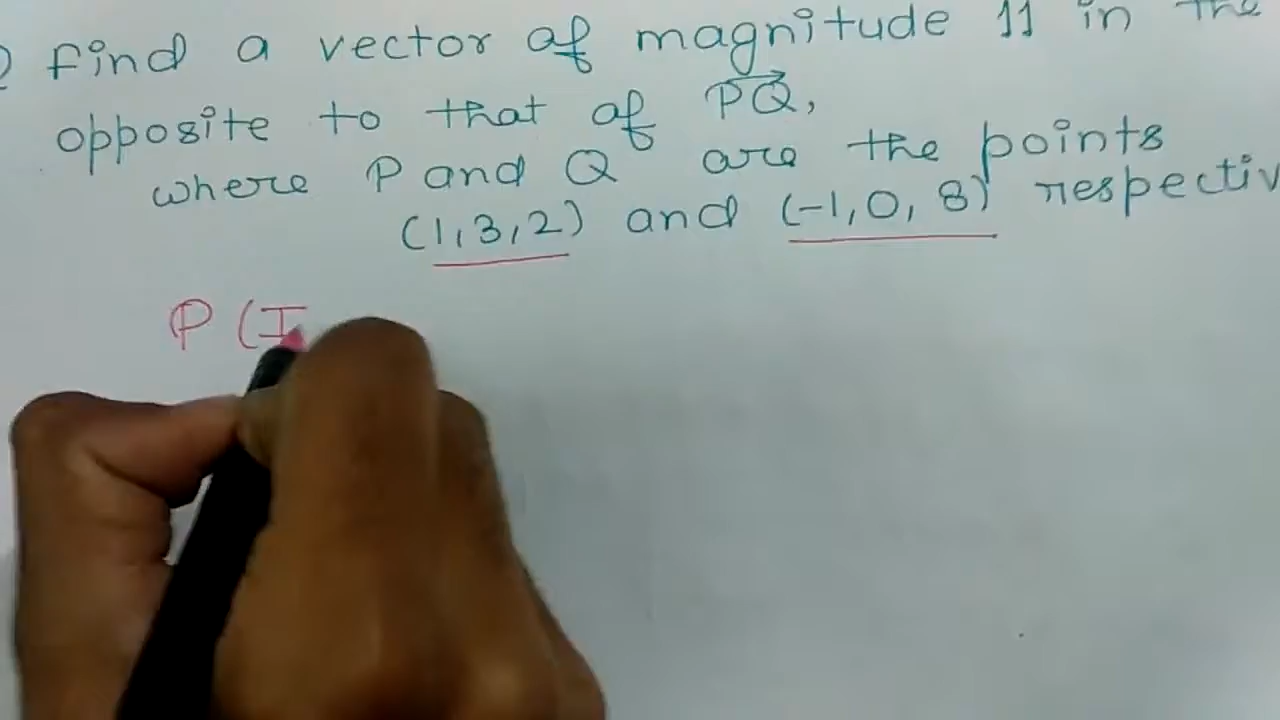 find a vector of magnitude 11 in the
opposite to that of PQ,
where P and Q are the points
(1,3,2) and (-1,0,8) respectiv
P (I